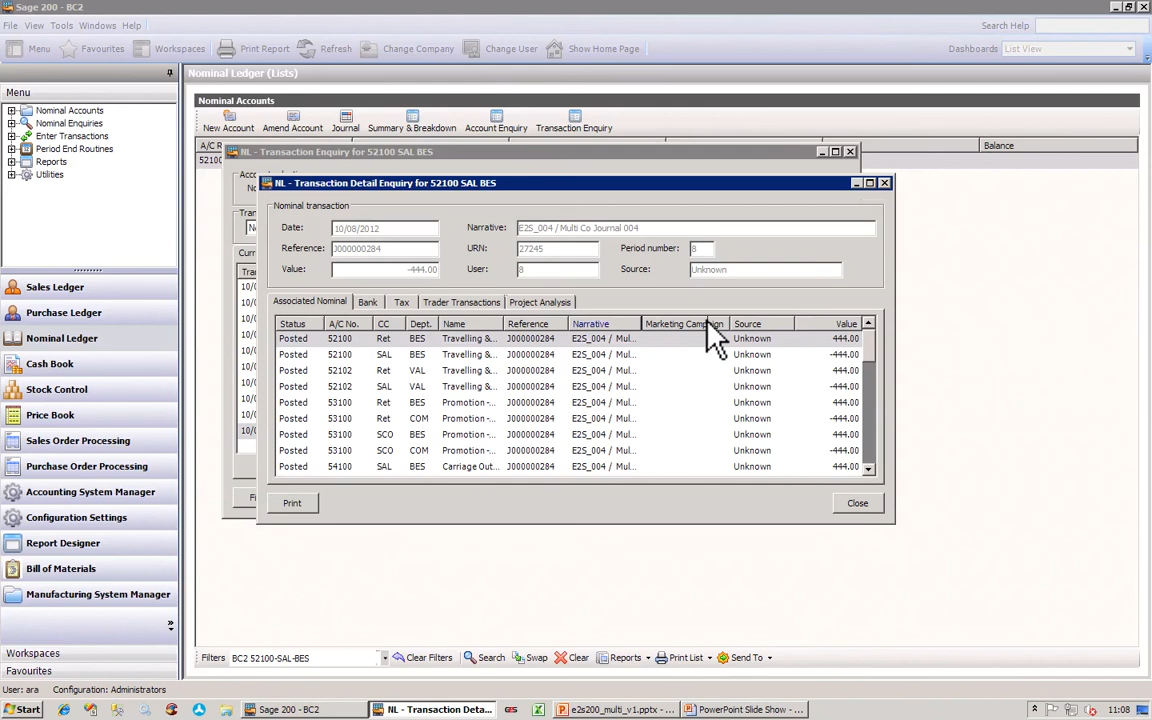 Sage 200 - BC2
File View Tools Windows Help Search Help
Menu Favourites Workspaces Print Report Refresh Change Company Change User Show Home Page Dashboards List View
Nominal Ledger (Lists)
Menu
Nominal Accounts
Nominal Enquiries
Enter Transactions
Period End Routines
Reports
Utilities
Sales Ledger
Purchase Ledger
Nominal Ledger
Cash Book
Stock Control
Price Book
Sales Order Processing
Purchase Order Processing
Accounting System Manager
Configuration Settings
Report Designer
Bill of Materials
Manufacturing System Manager
Workspaces
Favourites
Nominal Accounts
New Account Amend Account Journal Summary & Breakdown Account Enquiry Transaction Enquiry
A/C R Balance
52100
NL - Transaction Enquiry for 52100 SAL BES
NL - Transaction Detail Enquiry for 52100 SAL BES
Nominal transaction
Date: 10/08/2012 Narrative: E2S_004 / Multi Co Journal 004
Reference: J000000284 URN: 27245 Period number: 8
Value: -444.00 User: 8 Source: Unknown
Associated Nominal Bank Tax Trader Transactions Project Analysis
Status A/C No. CC Dept. Name Reference Narrative Marketing Campaign Source Value
Posted 52100 Ret BES Travelling &... J000000284 E2S_004 / Mul... Unknown 444.00
Posted 52100 SAL BES Travelling &... J000000284 E2S_004 / Mul... Unknown -444.00
Posted 52102 Ret VAL Travelling &... J000000284 E2S_004 / Mul... Unknown 444.00
Posted 52102 SAL VAL Travelling &... J000000284 E2S_004 / Mul... Unknown -444.00
Posted 53100 Ret BES Promotion -... J000000284 E2S_004 / Mul... Unknown 444.00
Posted 53100 Ret COM Promotion -... J000000284 E2S_004 / Mul... Unknown 444.00
Posted 53100 SCO BES Promotion -... J000000284 E2S_004 / Mul... Unknown -444.00
Posted 53100 SCO COM Promotion -... J000000284 E2S_004 / Mul... Unknown -444.00
Posted 54100 SAL BES Carriage Out... J000000284 E2S_004 / Mul... Unknown 444.00
Print Close
Filters BC2 52100-SAL-BES Clear Filters Search Swap Clear Reports Print List Send To
User: ara Configuration: Administrators
Start Sage 200 - BC2 NL - Transaction Deta... e2s200_multi_v1.pptx - ... PowerPoint Slide Show - ... 11:08